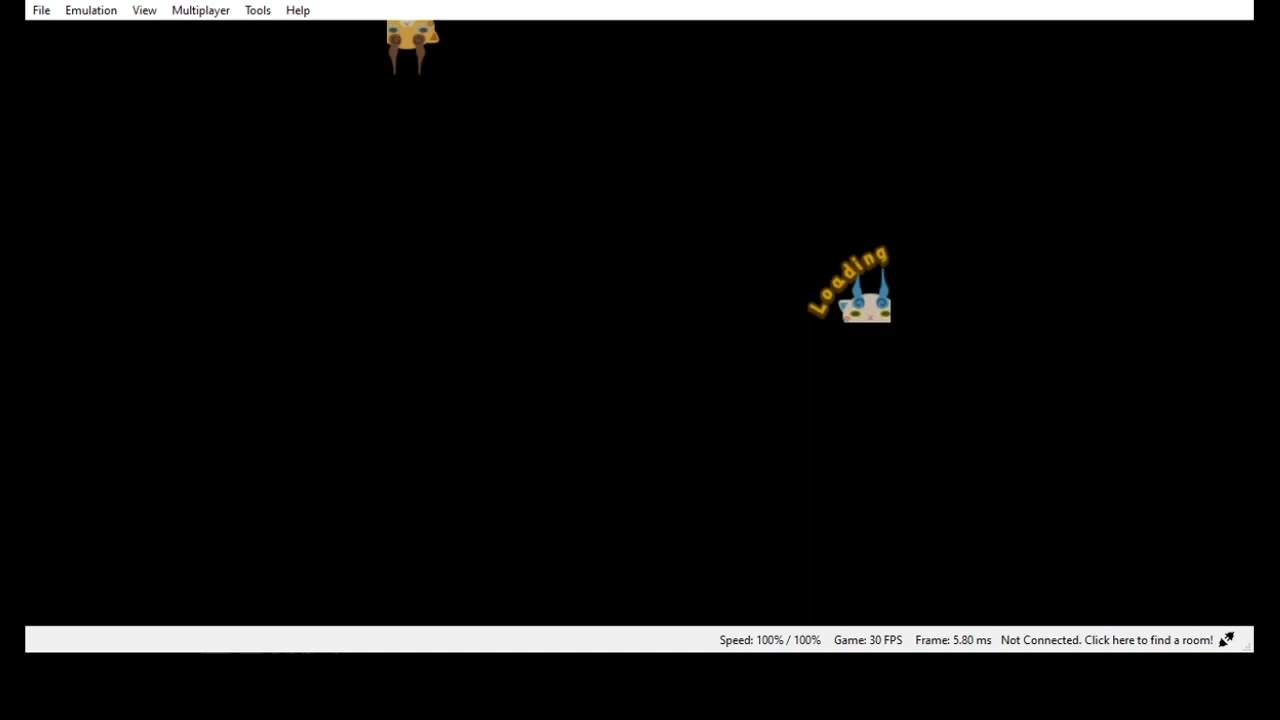 File Emulation View Multiplayer Tools Help
Loading
Speed: 100% / 100% Game: 30 FPS Frame: 5.80 ms Not Connected. Click here to find a room!